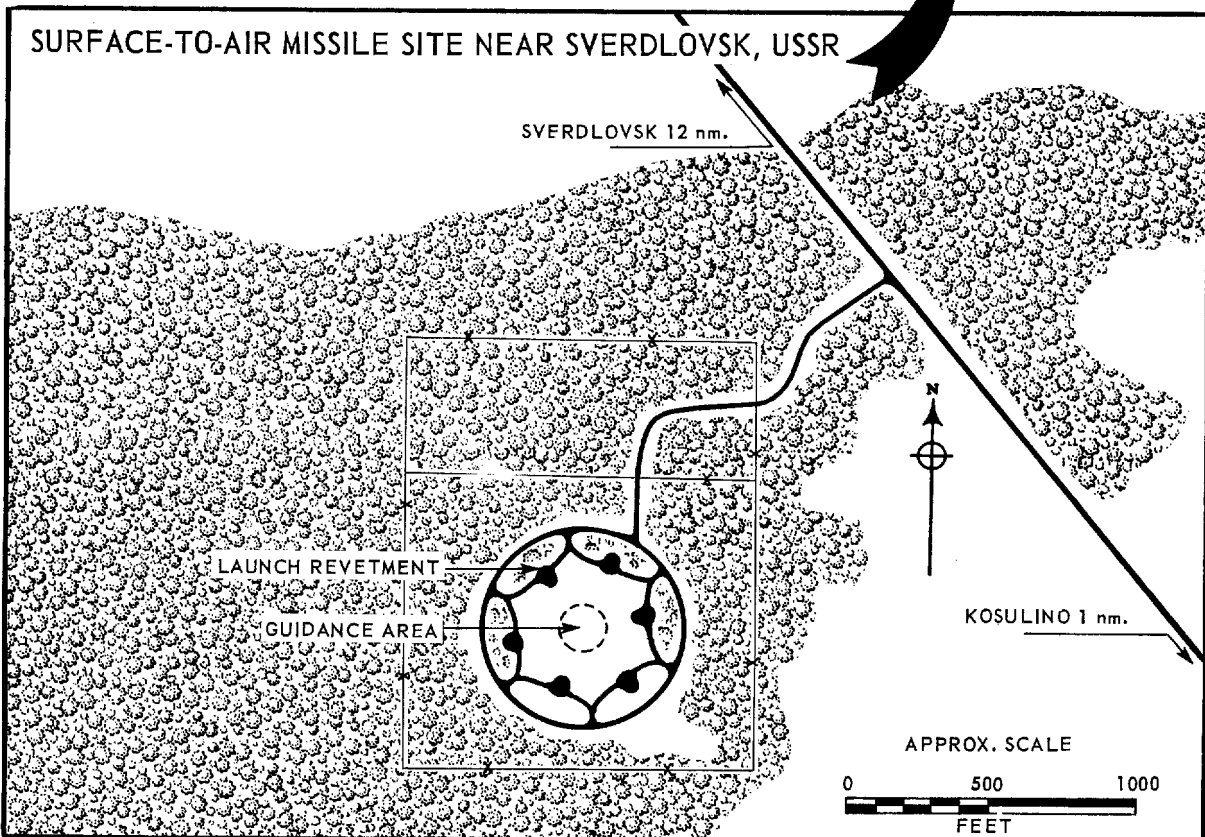 SURFACE-TO-AIR MISSILE SITE NEAR SVERDLOVSK, USSR
SVERDLOVSK 12 nm.
N
LAUNCH REVETMENT
GUIDANCE AREA
KOSULINO 1 nm.
APPROX. SCALE
0 500 1000
FEET